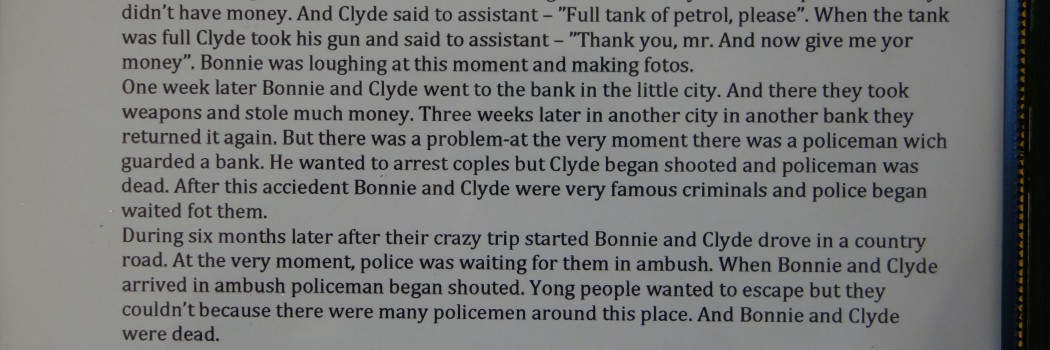 didn't have money. And Clyde said to assistant – "Full tank of petrol, please". When the tank
was full Clyde took his gun and said to assistant – "Thank you, mr. And now give me yor
money". Bonnie was loughing at this moment and making fotos.
One week later Bonnie and Clyde went to the bank in the little city. And there they took
weapons and stole much money. Three weeks later in another city in another bank they
returned it again. But there was a problem-at the very moment there was a policeman wich
guarded a bank. He wanted to arrest coples but Clyde began shooted and policeman was
dead. After this acciedent Bonnie and Clyde were very famous criminals and police began
waited fot them.
During six months later after their crazy trip started Bonnie and Clyde drove in a country
road. At the very moment, police was waiting for them in ambush. When Bonnie and Clyde
arrived in ambush policeman began shouted. Yong people wanted to escape but they
couldn't because there were many policemen around this place. And Bonnie and Clyde
were dead.